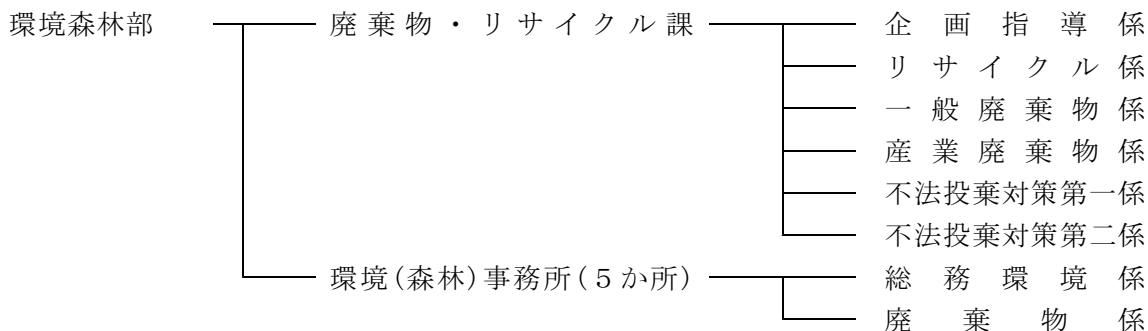 環境森林部 廃棄物・リサイクル課 企画指導係
リサイクル係
一般廃棄物係
産業廃棄物係
不法投棄対策第一係
不法投棄対策第二係
環境(森林)事務所(5か所) 総務環境係
廃棄物係